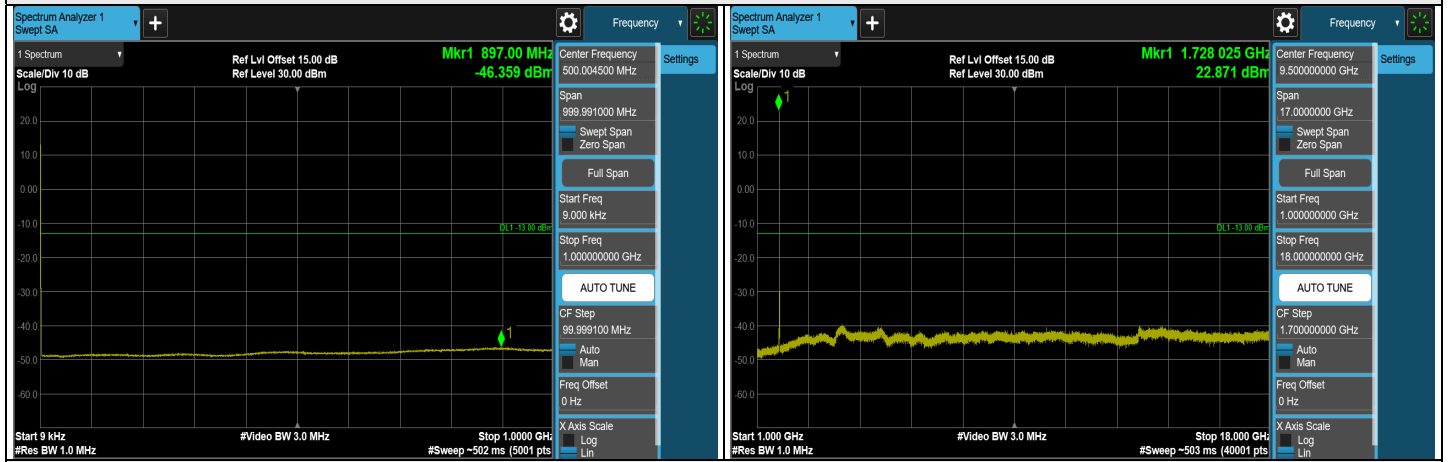 Spectrum Analyzer 1
Swept SA
+
Frequency
1 Spectrum
Ref Lvl Offset 15.00 dB
Mkr1 897.00 MHz
Scale/Div 10 dB
Ref Level 30.00 dBm
-46.359 dBm
Log
1
20.0
10.0
0.00
-10.0
-20.0
-30.0
-40.0
-50.0
-60.0
DL1 -13.00 dBm
Start 9 kHz
#Video BW 3.0 MHz
Stop 1.0000 GHz
#Res BW 1.0 MHz
#Sweep ~502 ms (5001 pts
Center Frequency
500.004500 MHz
Settings
Span
999.991000 MHz
Swept Span
Zero Span
Full Span
Start Freq
9.000 kHz
Stop Freq
1.000000000 GHz
AUTO TUNE
CF Step
99.999100 MHz
Auto
Man
Freq Offset
0 Hz
X Axis Scale
Log
Lin
Spectrum Analyzer 1
Swept SA
+
Frequency
1 Spectrum
Ref Lvl Offset 15.00 dB
Mkr1 1.728 025 GHz
Scale/Div 10 dB
Ref Level 30.00 dBm
22.871 dBm
Log
1
20.0
10.0
0.00
-10.0
-20.0
-30.0
-40.0
-50.0
-60.0
DL1 -13.00 dBm
Start 1.000 GHz
#Video BW 3.0 MHz
Stop 18.000 GHz
#Res BW 1.0 MHz
#Sweep ~503 ms (40001 pts
Center Frequency
9.500000000 GHz
Settings
Span
17.0000000 GHz
Swept Span
Zero Span
Full Span
Start Freq
1.000000000 GHz
Stop Freq
18.000000000 GHz
AUTO TUNE
CF Step
1.700000000 GHz
Auto
Man
Freq Offset
0 Hz
X Axis Scale
Log
Lin